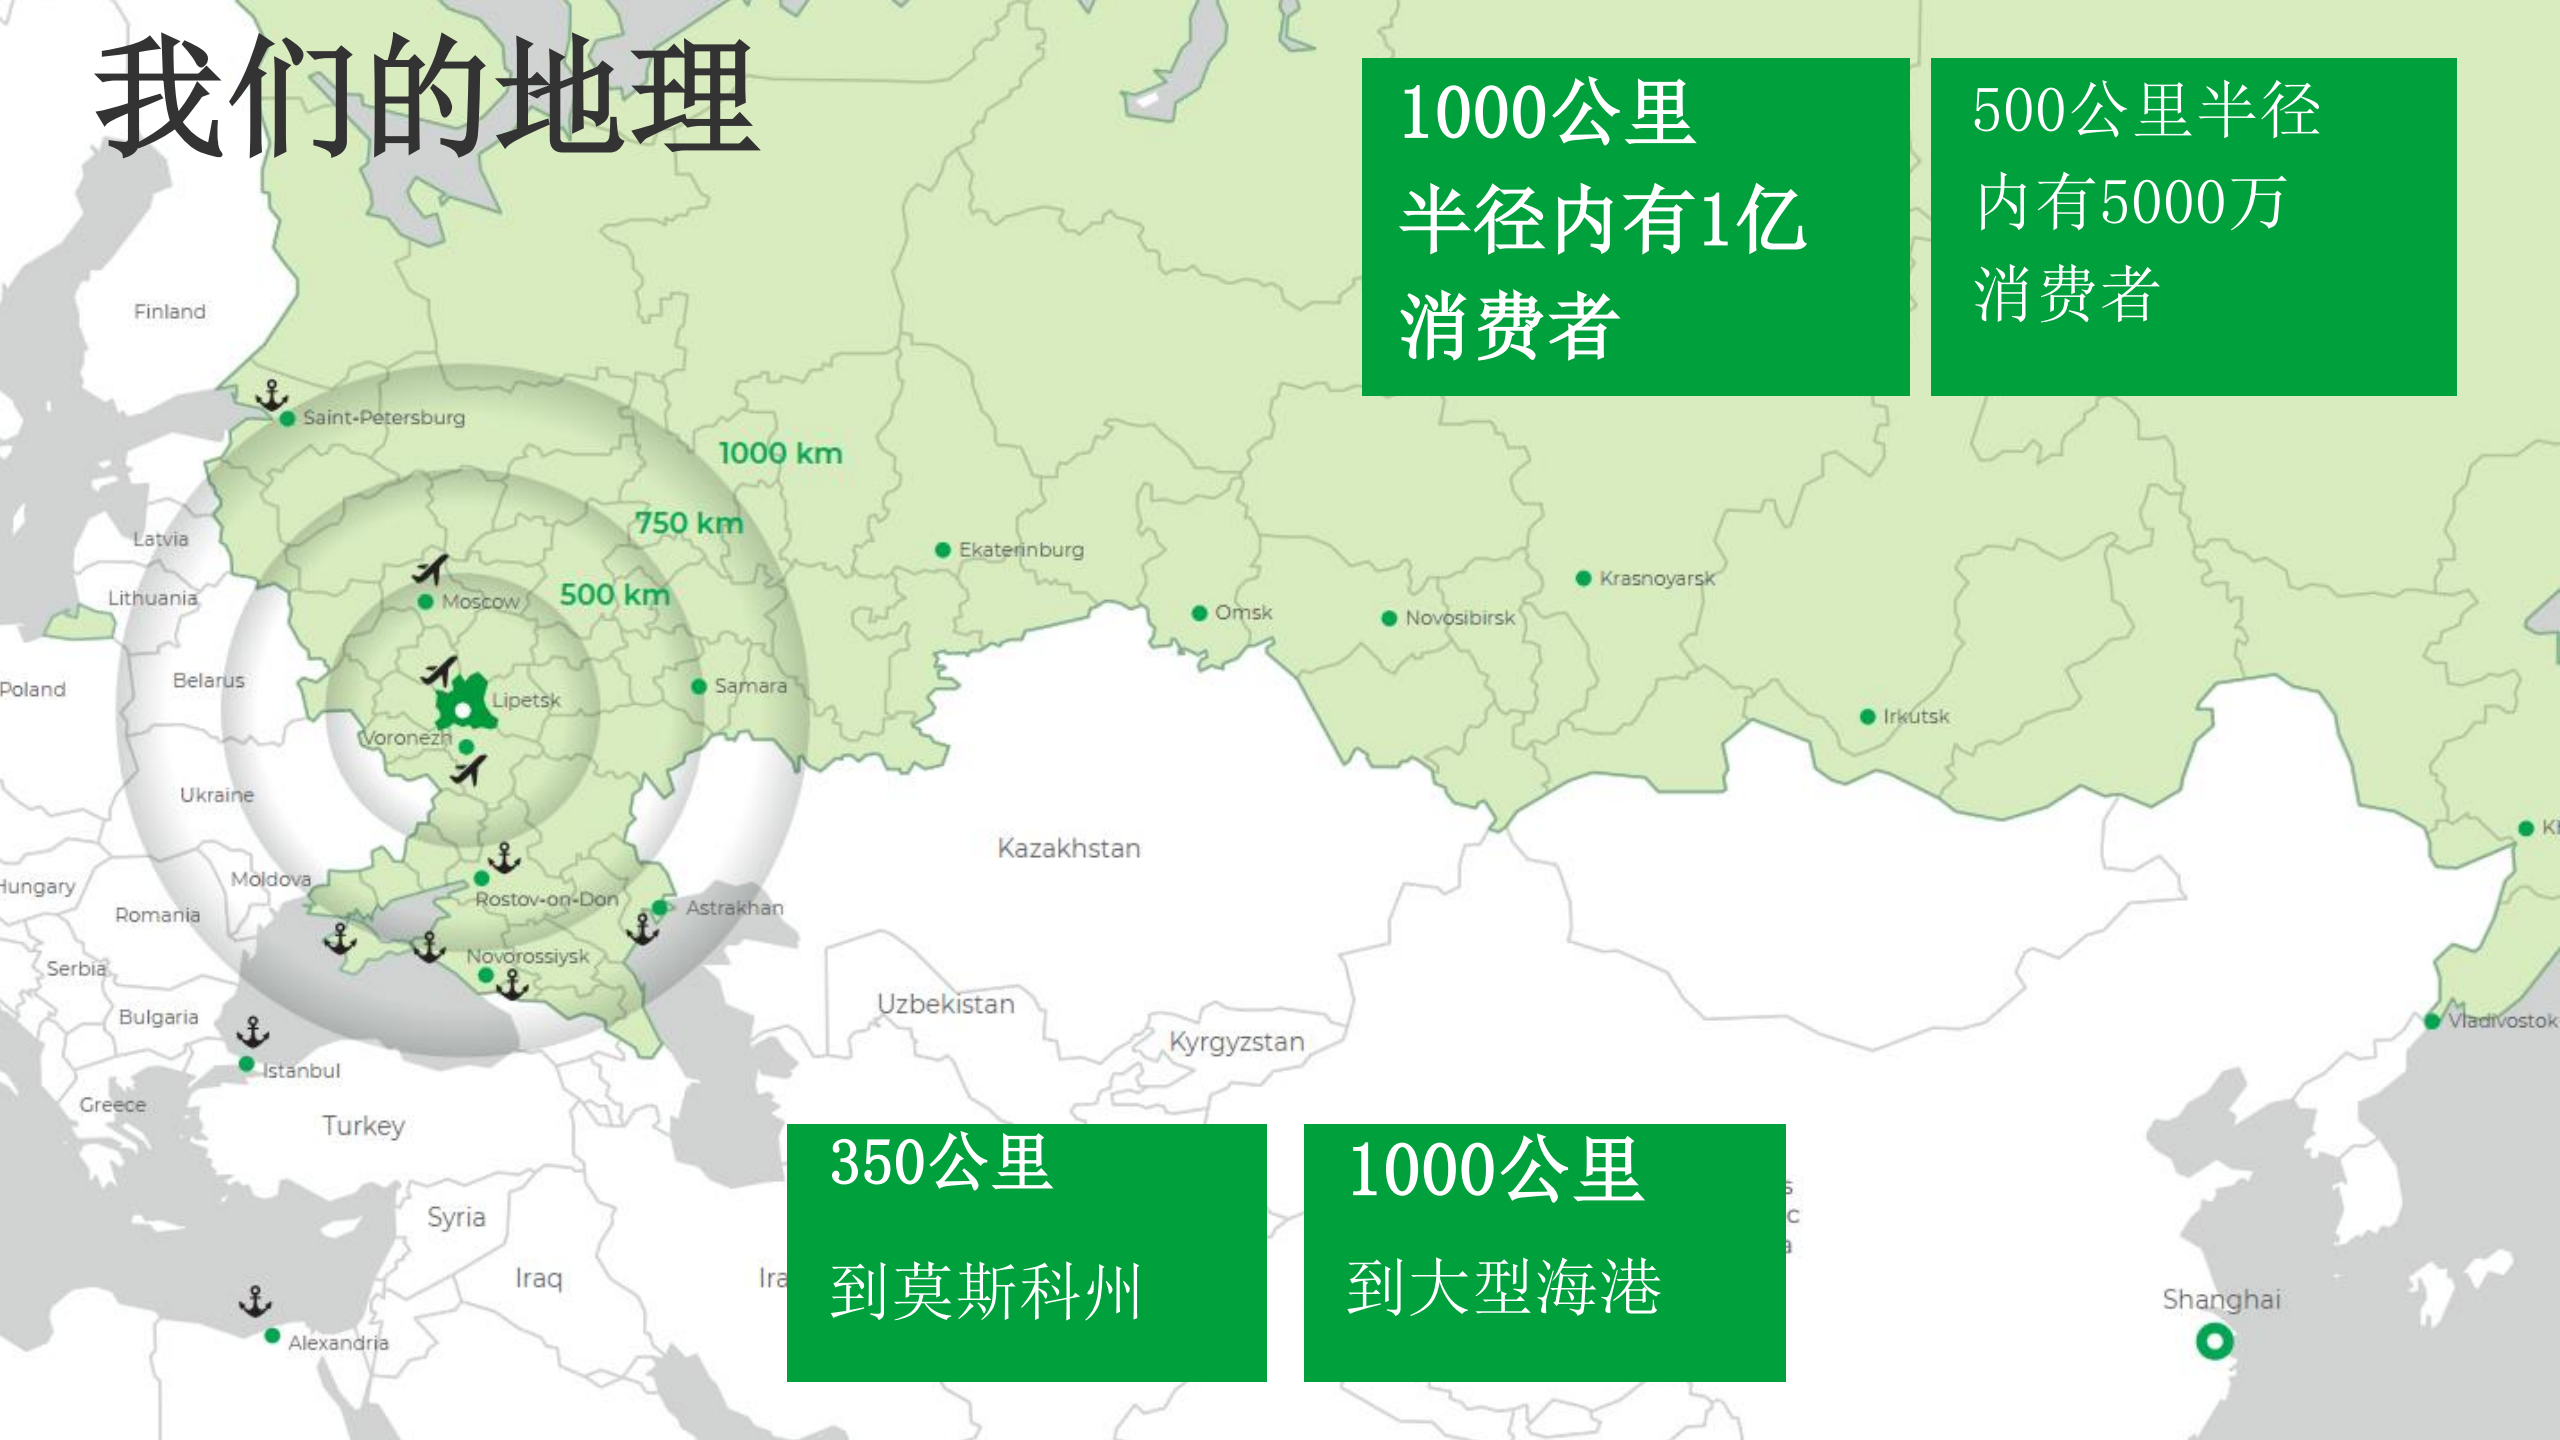 我们的地理
1000公里
半径内有1亿
消费者
500公里半径
内有5000万
消费者
Finland
Saint-Petersburg
1000 km
750 km
Latvia
Ekaterinburg
Krasnoyarsk
Lithuania
Moscow
500 km
Omsk
Novosibirsk
Poland
Belarus
Lipetsk
Samara
Irkutsk
Voronezh
Ukraine
Kazakhstan
Hungary
Moldova
Romania
Rostov-on-Don
Astrakhan
Serbia
Novorossiysk
Uzbekistan
Bulgaria
Kyrgyzstan
Vladivostok
Istanbul
Greece
Turkey
350公里
到莫斯科州
1000公里
到大型海港
Syria
Iraq
Shanghai
Alexandria